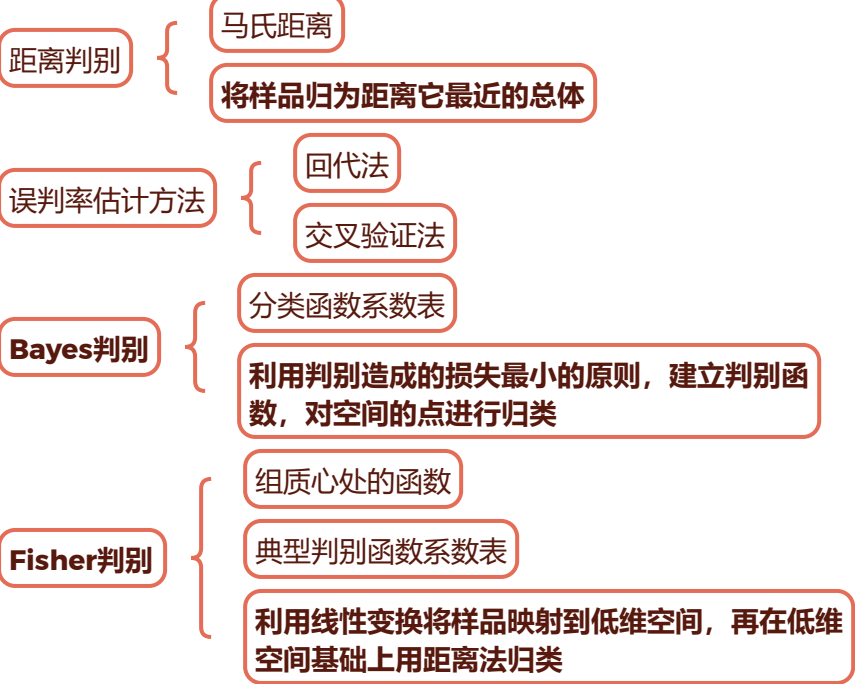 马氏距离
距离判别
将样品归为距离它最近的总体
回代法
误判率估计方法
交叉验证法
分类函数系数表
Bayes判别
利用判别造成的损失最小的原则，建立判别函
数，对空间的点进行归类
组质心处的函数
典型判别函数系数表
Fisher判别
利用线性变换将样品映射到低维空间，再在低维
空间基础上用距离法归类